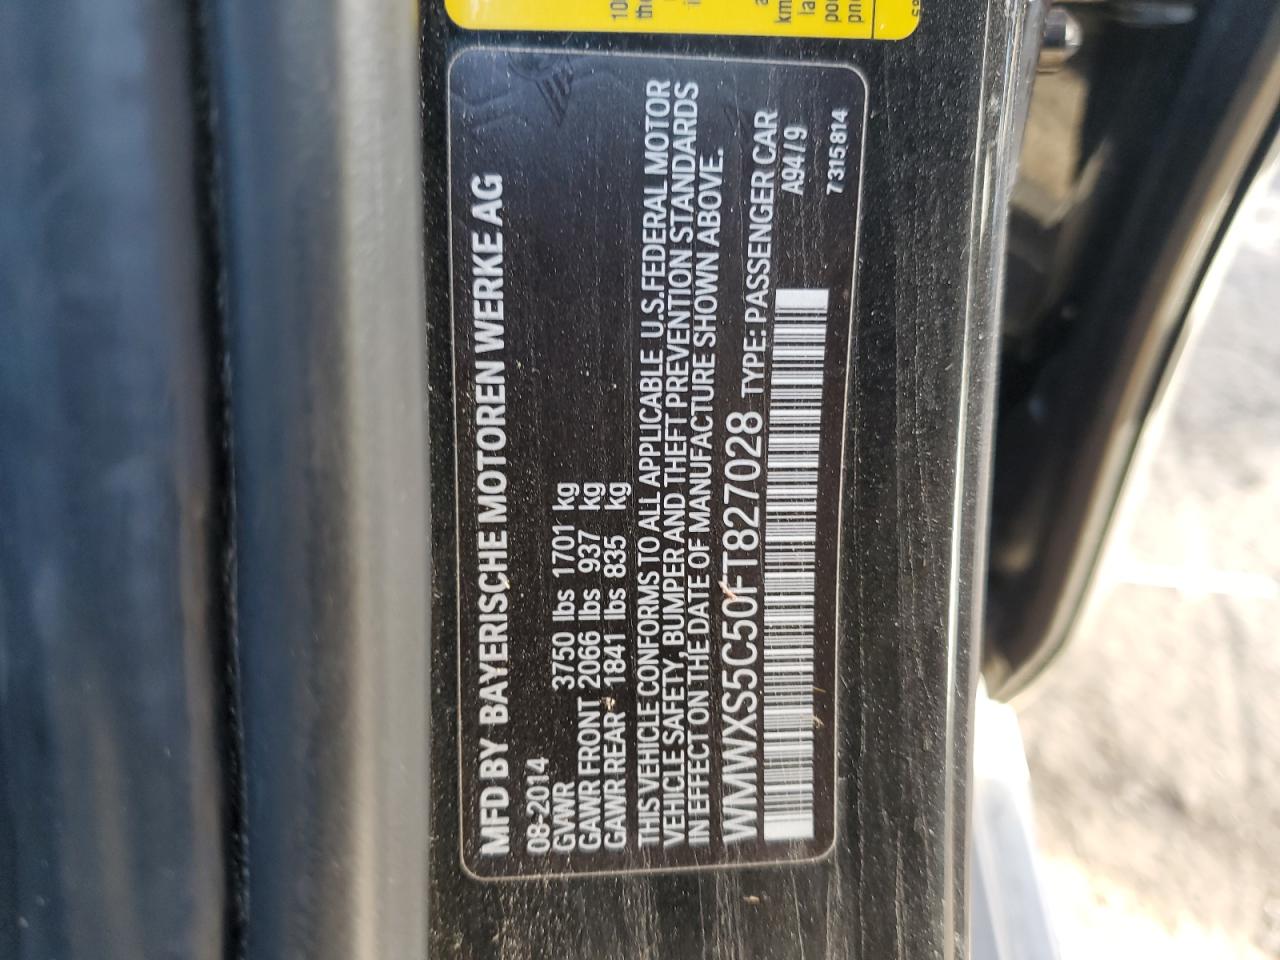 MFD BY BAYERISCHE MOTOREN WERKE AG
08-2014
GVWR 3750 lbs 1701 kg
GAWR FRONT 2066 lbs 937 kg
GAWR REAR 1841 lbs 835 kg
THIS VEHICLE CONFORMS TO ALL APPLICABLE U.S.FEDERAL MOTOR
VEHICLE SAFETY, BUMPER AND THEFT PREVENTION STANDARDS
IN EFFECT ON THE DATE OF MANUFACTURE SHOWN ABOVE.
WMWXS5C50FT827028 TYPE: PASSENGER CAR
A94/9
7 315 814